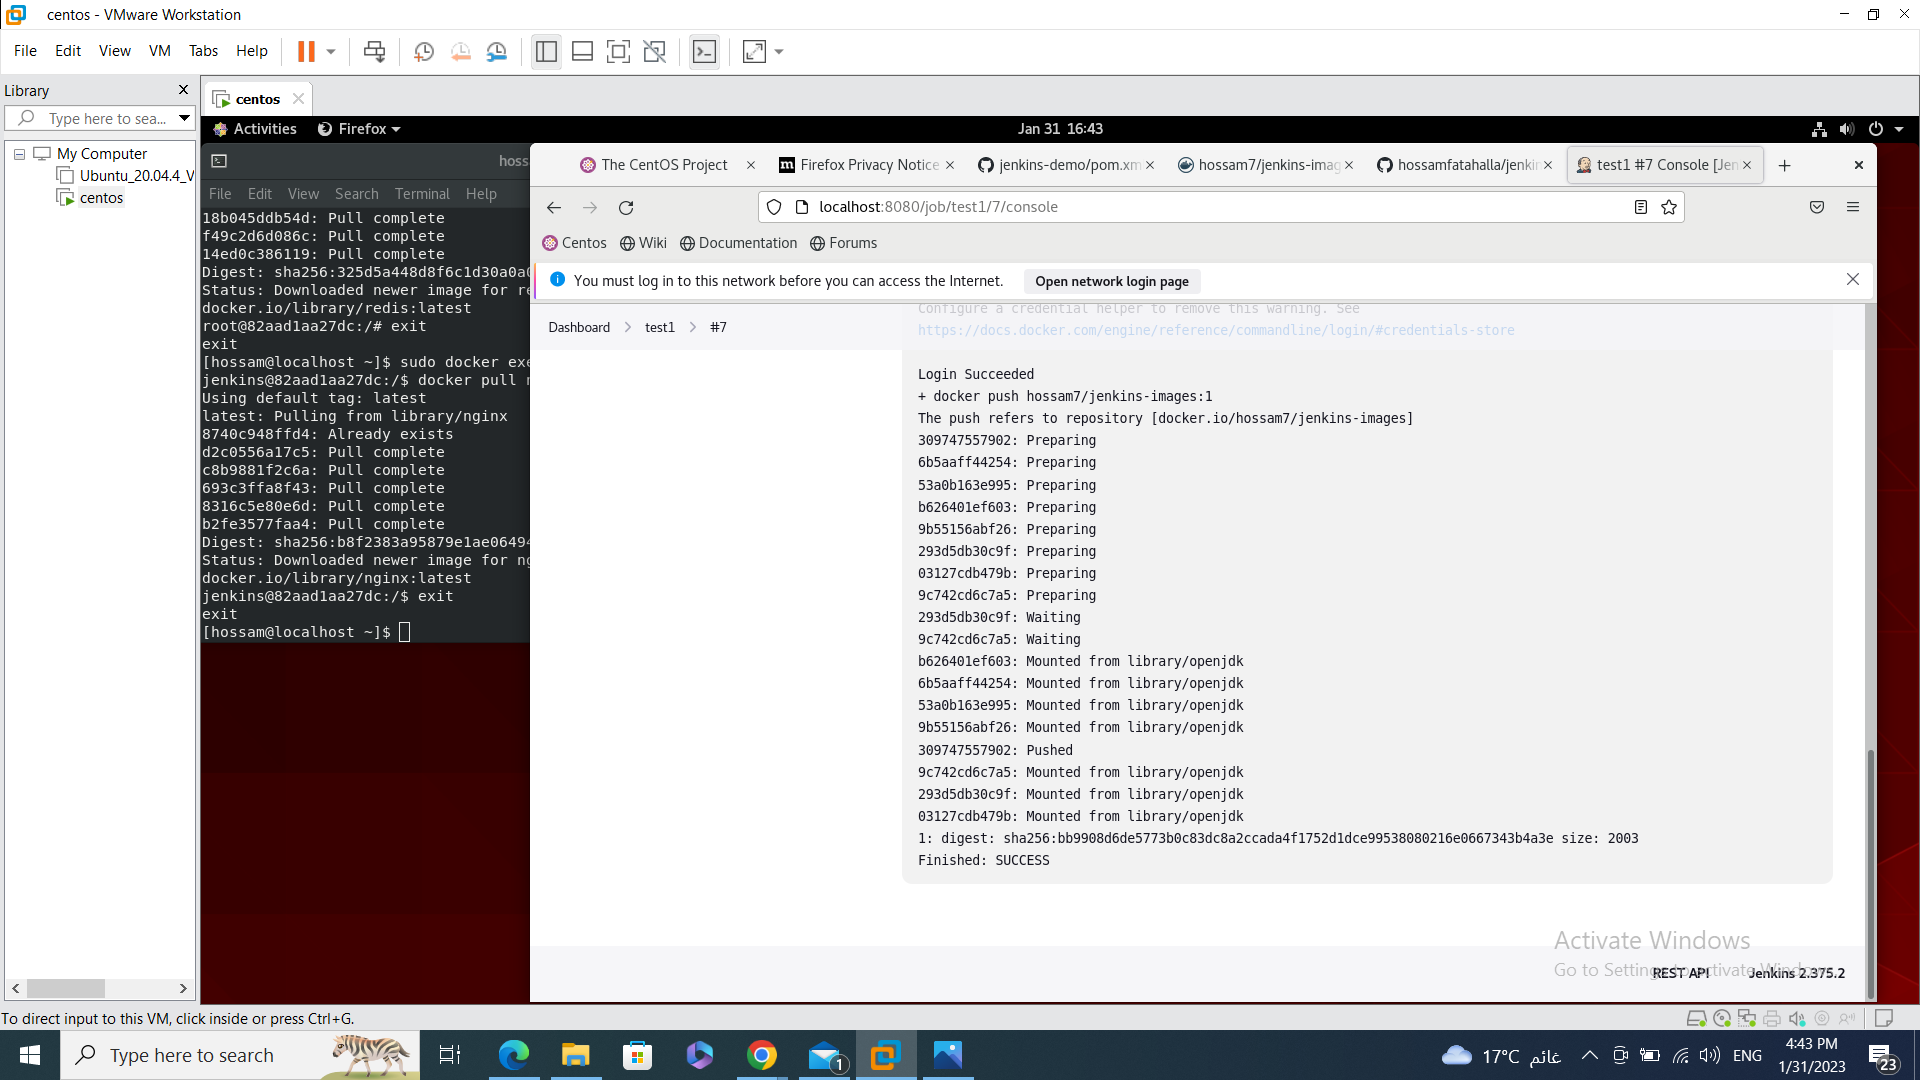 centos - VMware Workstation
File Edit View VM Tabs Help
Library
Type here to sea...
My Computer
Ubuntu_20.04.4_V
centos
centos
Activities Firefox Jan 31 16:43
hoss
File Edit View Search Terminal Help
18b045ddb54d: Pull complete
f49c2d6d086c: Pull complete
14ed0c386119: Pull complete
Digest: sha256:325d5a448d8f6c1d30a0a0
Status: Downloaded newer image for re
docker.io/library/redis:latest
root@82aad1aa27dc:/# exit
exit
[hossam@localhost ~]$ sudo docker exe
jenkins@82aad1aa27dc:/$ docker pull n
Using default tag: latest
latest: Pulling from library/nginx
8740c948ffd4: Already exists
d2c0556a17c5: Pull complete
c8b9881f2c6a: Pull complete
693c3ffa8f43: Pull complete
8316c5e80e6d: Pull complete
b2fe3577faa4: Pull complete
Digest: sha256:b8f2383a95879e1ae06494
Status: Downloaded newer image for ng
docker.io/library/nginx:latest
jenkins@82aad1aa27dc:/$ exit
exit
[hossam@localhost ~]$
The CentOS Project Firefox Privacy Notice jenkins-demo/pom.xm hossam7/jenkins-imag hossamfatahalla/jenkin test1 #7 Console [Jen
localhost:8080/job/test1/7/console
Centos Wiki Documentation Forums
You must log in to this network before you can access the Internet. Open network login page
Configure a credential helper to remove this warning. See
Dashboard test1 #7
https://docs.docker.com/engine/reference/commandline/login/#credentials-store
Login Succeeded
+ docker push hossam7/jenkins-images:1
The push refers to repository [docker.io/hossam7/jenkins-images]
309747557902: Preparing
6b5aaff44254: Preparing
53a0b163e995: Preparing
b626401ef603: Preparing
9b55156abf26: Preparing
293d5db30c9f: Preparing
03127cdb479b: Preparing
9c742cd6c7a5: Preparing
293d5db30c9f: Waiting
9c742cd6c7a5: Waiting
b626401ef603: Mounted from library/openjdk
6b5aaff44254: Mounted from library/openjdk
53a0b163e995: Mounted from library/openjdk
9b55156abf26: Mounted from library/openjdk
309747557902: Pushed
9c742cd6c7a5: Mounted from library/openjdk
293d5db30c9f: Mounted from library/openjdk
03127cdb479b: Mounted from library/openjdk
1: digest: sha256:bb9908d6de5773b0c83dc8a2ccada4f1752d1dce99538080216e0667343b4a3e size: 2003
Finished: SUCCESS
Activate Windows
Go to Settings to activate Windows.
REST API Jenkins 2.375.2
To direct input to this VM, click inside or press Ctrl+G.
Type here to search
1
17°C غائم
ENG
4:43 PM
1/31/2023
23